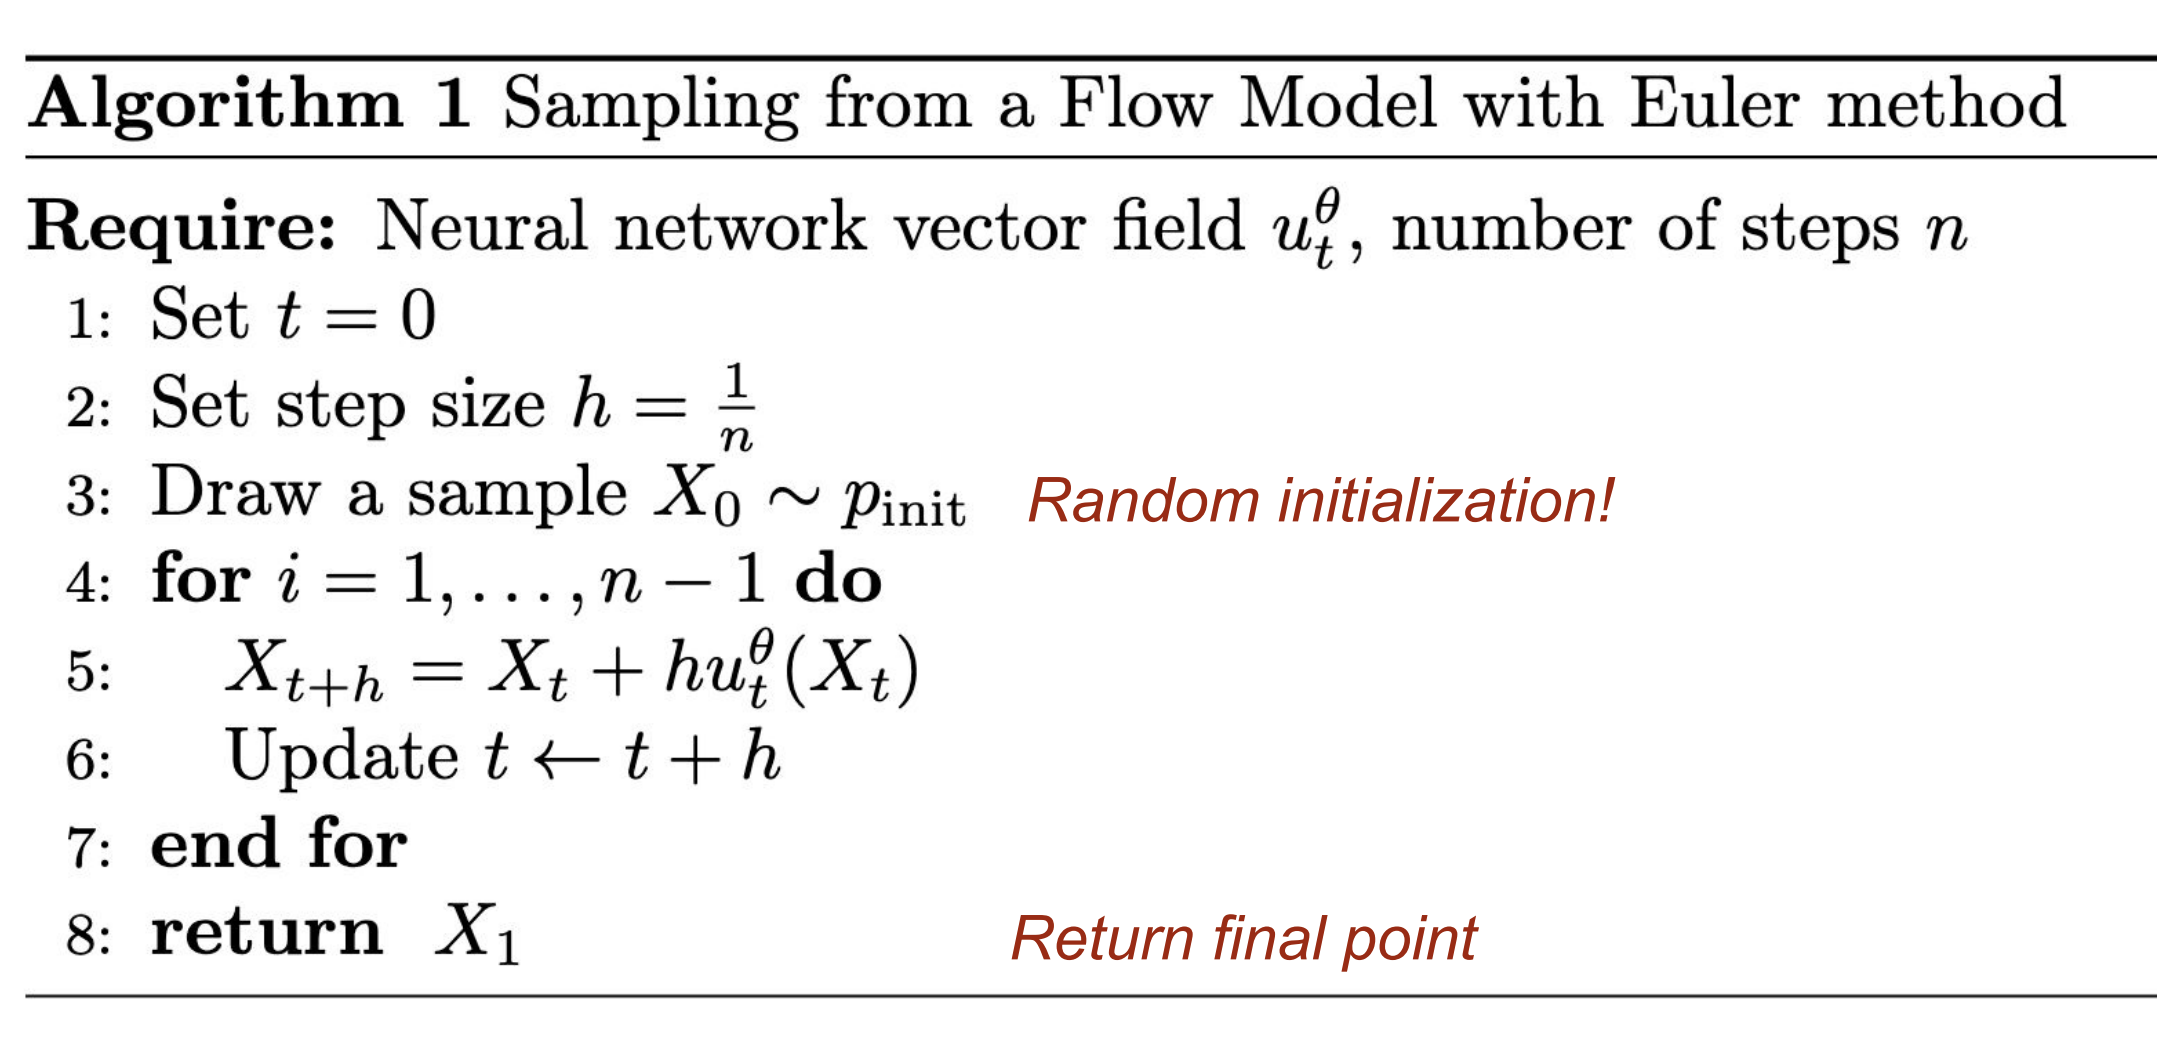 Algorithm 1 Sampling from a Flow Model with Euler method
Require: Neural network vector field $u_t^\theta$, number of steps $n$
1: Set $t = 0$
2: Set step size $h = \frac{1}{n}$
3: Draw a sample $X_0 \sim p_{\text{init}}$ Random initialization!
4: for $i = 1, \ldots, n - 1$ do
5: $X_{t+h} = X_t + h u_t^\theta(X_t)$
6: Update $t \leftarrow t + h$
7: end for
8: return $X_1$ Return final point